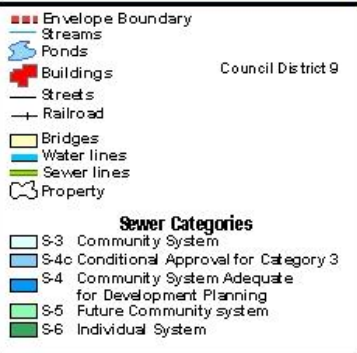 Envelope Boundary
Streams
Ponds
Buildings
Council District 9
Streets
Railroad
Bridges
Water lines
Sewer lines
Property
Sewer Categories
S-3 Community System
S-4c Conditional Approval for Category 3
S-4 Community System Adequate
for Development Planning
S-5 Future Community system
S-6 Individual System